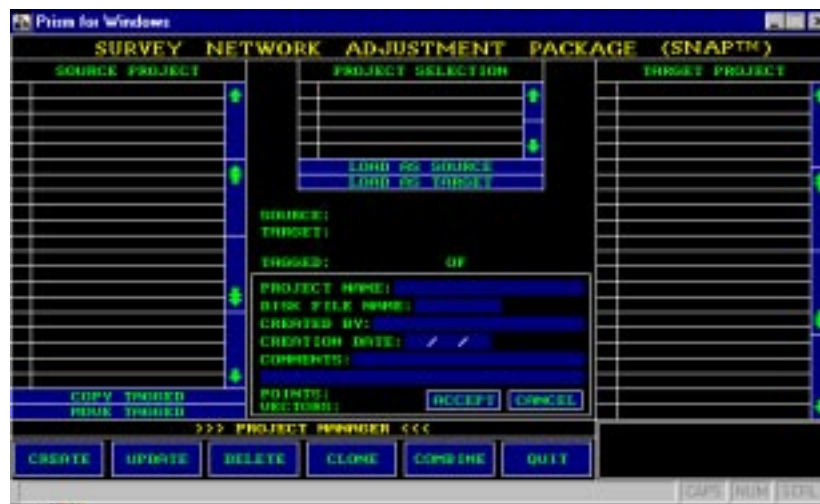 Prism for Windows
SURVEY NETWORK ADJUSTMENT PACKAGE (SNAP™)
SOURCE PROJECT
PROJECT SELECTION
TARGET PROJECT
LOAD AS SOURCE
LOAD AS TARGET
SOURCE:
TARGET:
TAGGED: OF
PROJECT NAME:
DISK FILE NAME:
CREATED BY:
CREATION DATE: / /
COMMENTS:
POINTS:
VECTORS:
ACCEPT CANCEL
COPY TAGGED
MOVE TAGGED
>>> PROJECT MANAGER <<<
CREATE UPDATE DELETE CLONE COMBINE QUIT
CAPS NUM SCRL